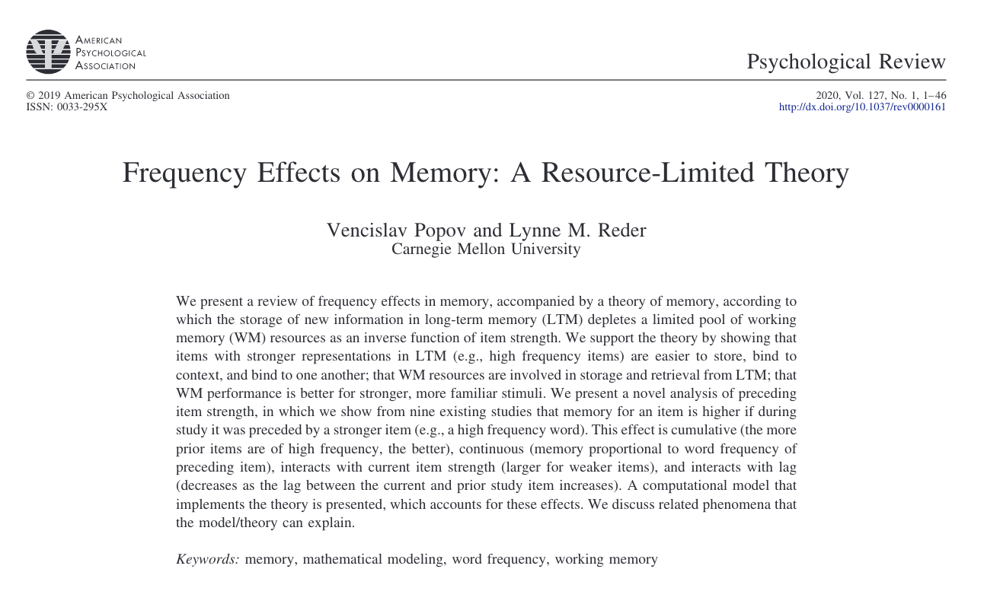 AMERICAN
PSYCHOLOGICAL
ASSOCIATION
Psychological Review
© 2019 American Psychological Association
ISSN: 0033-295X
2020, Vol. 127, No. 1, 1–46
http://dx.doi.org/10.1037/rev0000161
Frequency Effects on Memory: A Resource-Limited Theory
Vencislav Popov and Lynne M. Reder
Carnegie Mellon University
We present a review of frequency effects in memory, accompanied by a theory of memory, according to
which the storage of new information in long-term memory (LTM) depletes a limited pool of working
memory (WM) resources as an inverse function of item strength. We support the theory by showing that
items with stronger representations in LTM (e.g., high frequency items) are easier to store, bind to
context, and bind to one another; that WM resources are involved in storage and retrieval from LTM; that
WM performance is better for stronger, more familiar stimuli. We present a novel analysis of preceding
item strength, in which we show from nine existing studies that memory for an item is higher if during
study it was preceded by a stronger item (e.g., a high frequency word). This effect is cumulative (the more
prior items are of high frequency, the better), continuous (memory proportional to word frequency of
preceding item), interacts with current item strength (larger for weaker items), and interacts with lag
(decreases as the lag between the current and prior study item increases). A computational model that
implements the theory is presented, which accounts for these effects. We discuss related phenomena that
the model/theory can explain.
Keywords: memory, mathematical modeling, word frequency, working memory